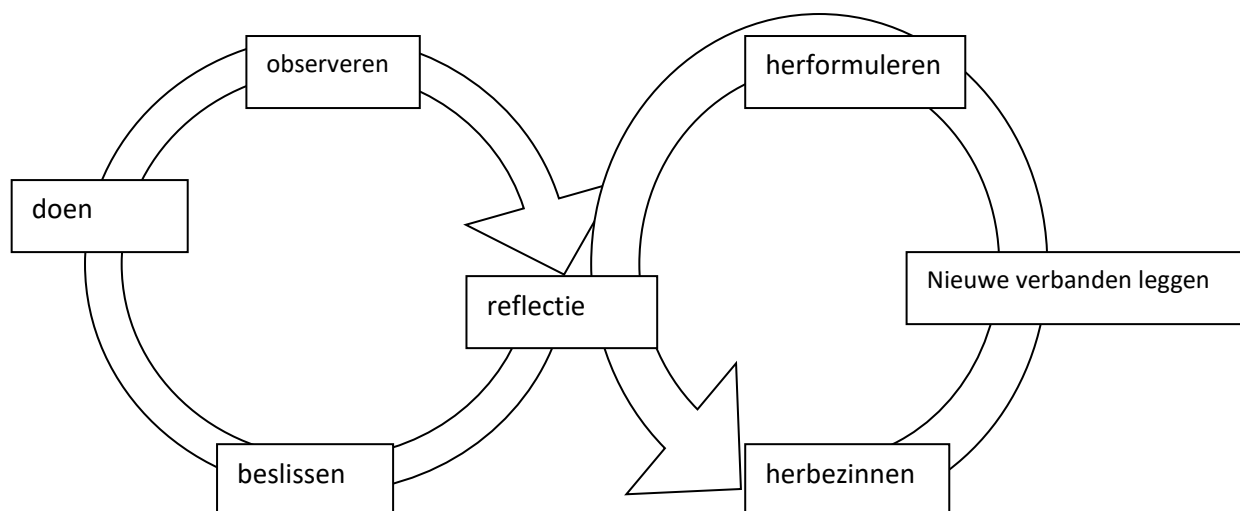 observeren
herformuleren
doen
Nieuwe verbanden leggen
reflectie
beslissen
herbezinnen